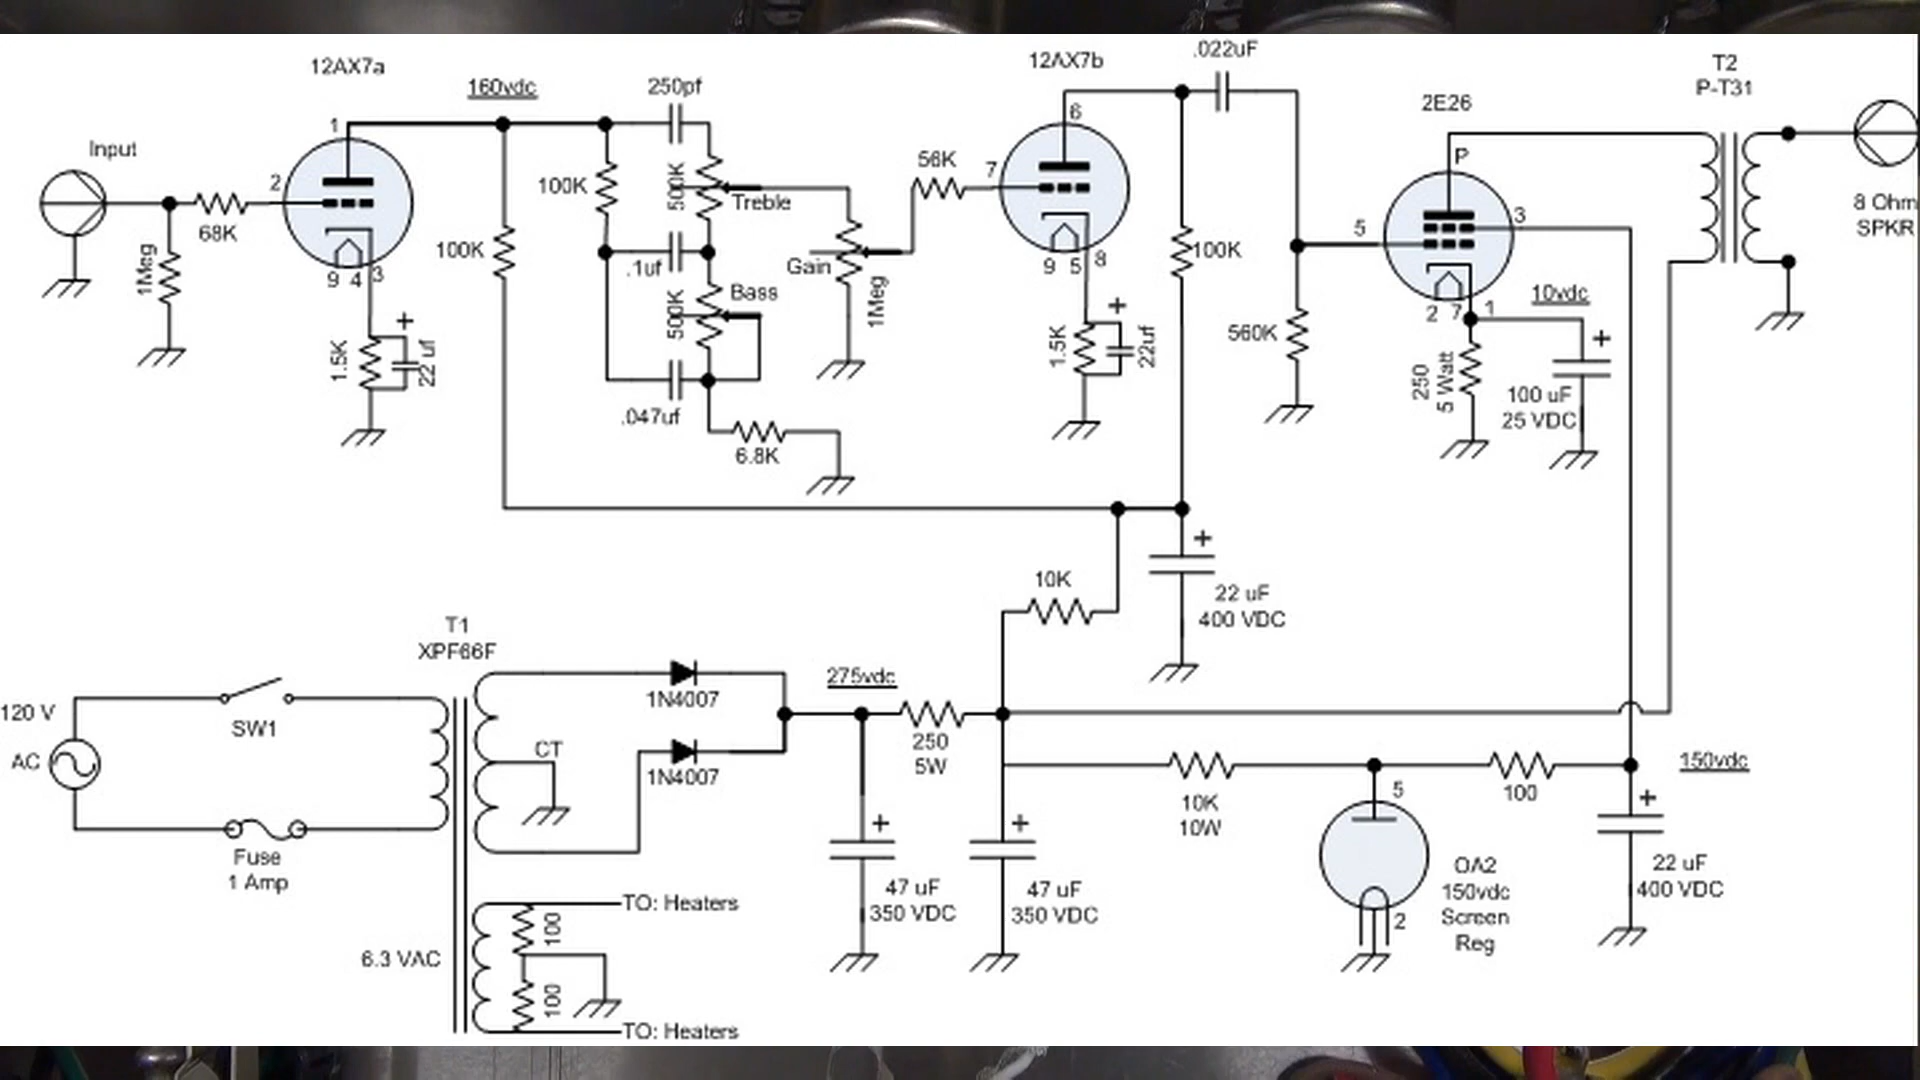 12AX7a
160vdc
250pf
12AX7b
.022uF
2E26
T2
P-T31
Input
1
2
68K
1Meg
9 4 3
1.5K
+
22 uf
100K
100K
500K
Treble
.1uf
Bass
500K
.047uf
6.8K
Gain
1Meg
56K
7
6
9 5 8
1.5K
+
22uf
100K
560K
5
P
3
2 7 1
10vdc
250
5 Watt
+
100 uF
25 VDC
8 Ohm
SPKR
10K
+
22 uF
400 VDC
T1
XPF66F
120 V
AC
SW1
Fuse
1 Amp
CT
1N4007
1N4007
275vdc
250
5W
+
47 uF
350 VDC
+
47 uF
350 VDC
10K
10W
5
2
OA2
150vdc
Screen
Reg
100
150vdc
+
22 uF
400 VDC
6.3 VAC
TO: Heaters
100
100
TO: Heaters